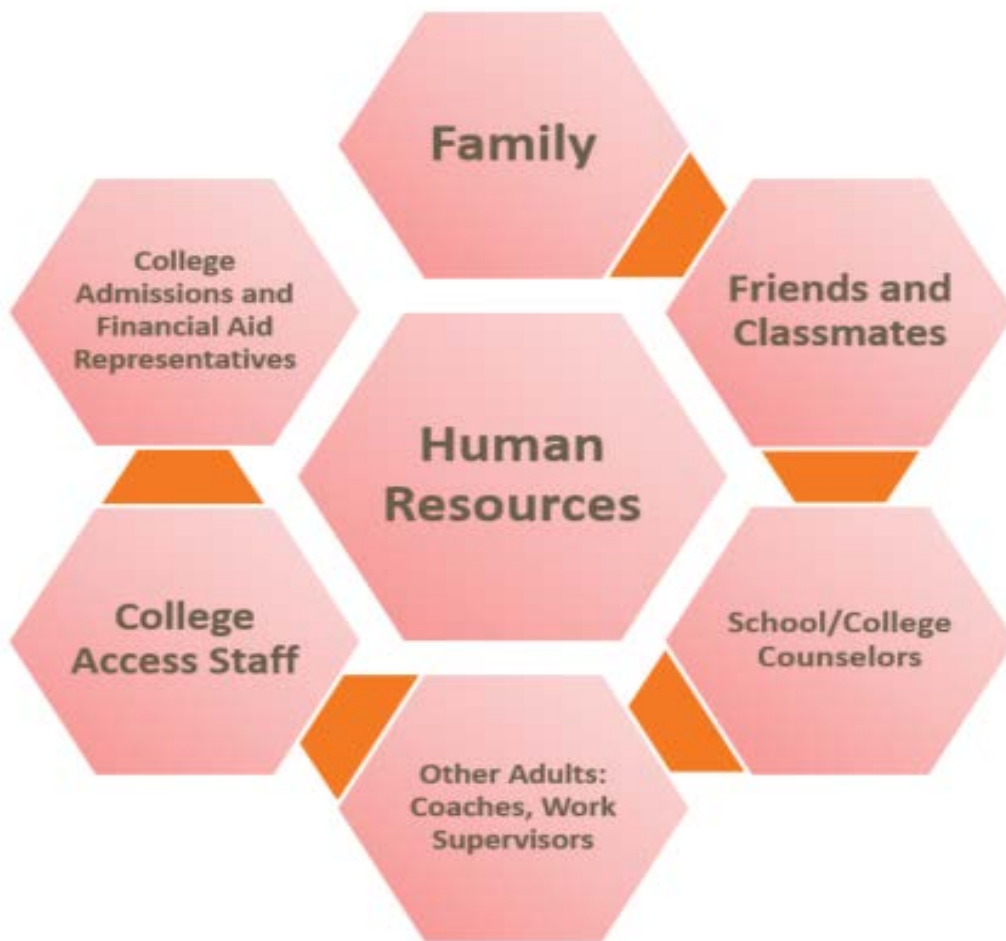 Family
Friends and
Classmates
School/College
Counselors
Other Adults:
Coaches, Work
Supervisors
College
Access Staff
College
Admissions and
Financial Aid
Representatives
Human
Resources